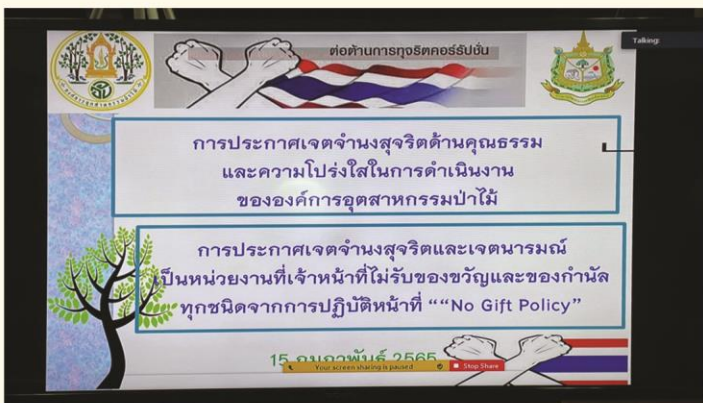 Talking:
ต่อต้านการทุจริตคอร์รัปชั่น
การประกาศเจตจำนงสุจริตด้านคุณธรรม
และความโปร่งใสในการดำเนินงาน
ขององค์การอุตสาหกรรมป่าไม้
การประกาศเจตจำนงสุจริตและเจตนารมณ์
เป็นหน่วยงานที่เจ้าหน้าที่ไม่รับของขวัญและของกำนัล
ทุกชนิดจากการปฏิบัติหน้าที่ ““No Gift Policy”
15 กุมภาพันธ์ 2565
Your screen sharing is paused
Stop Share